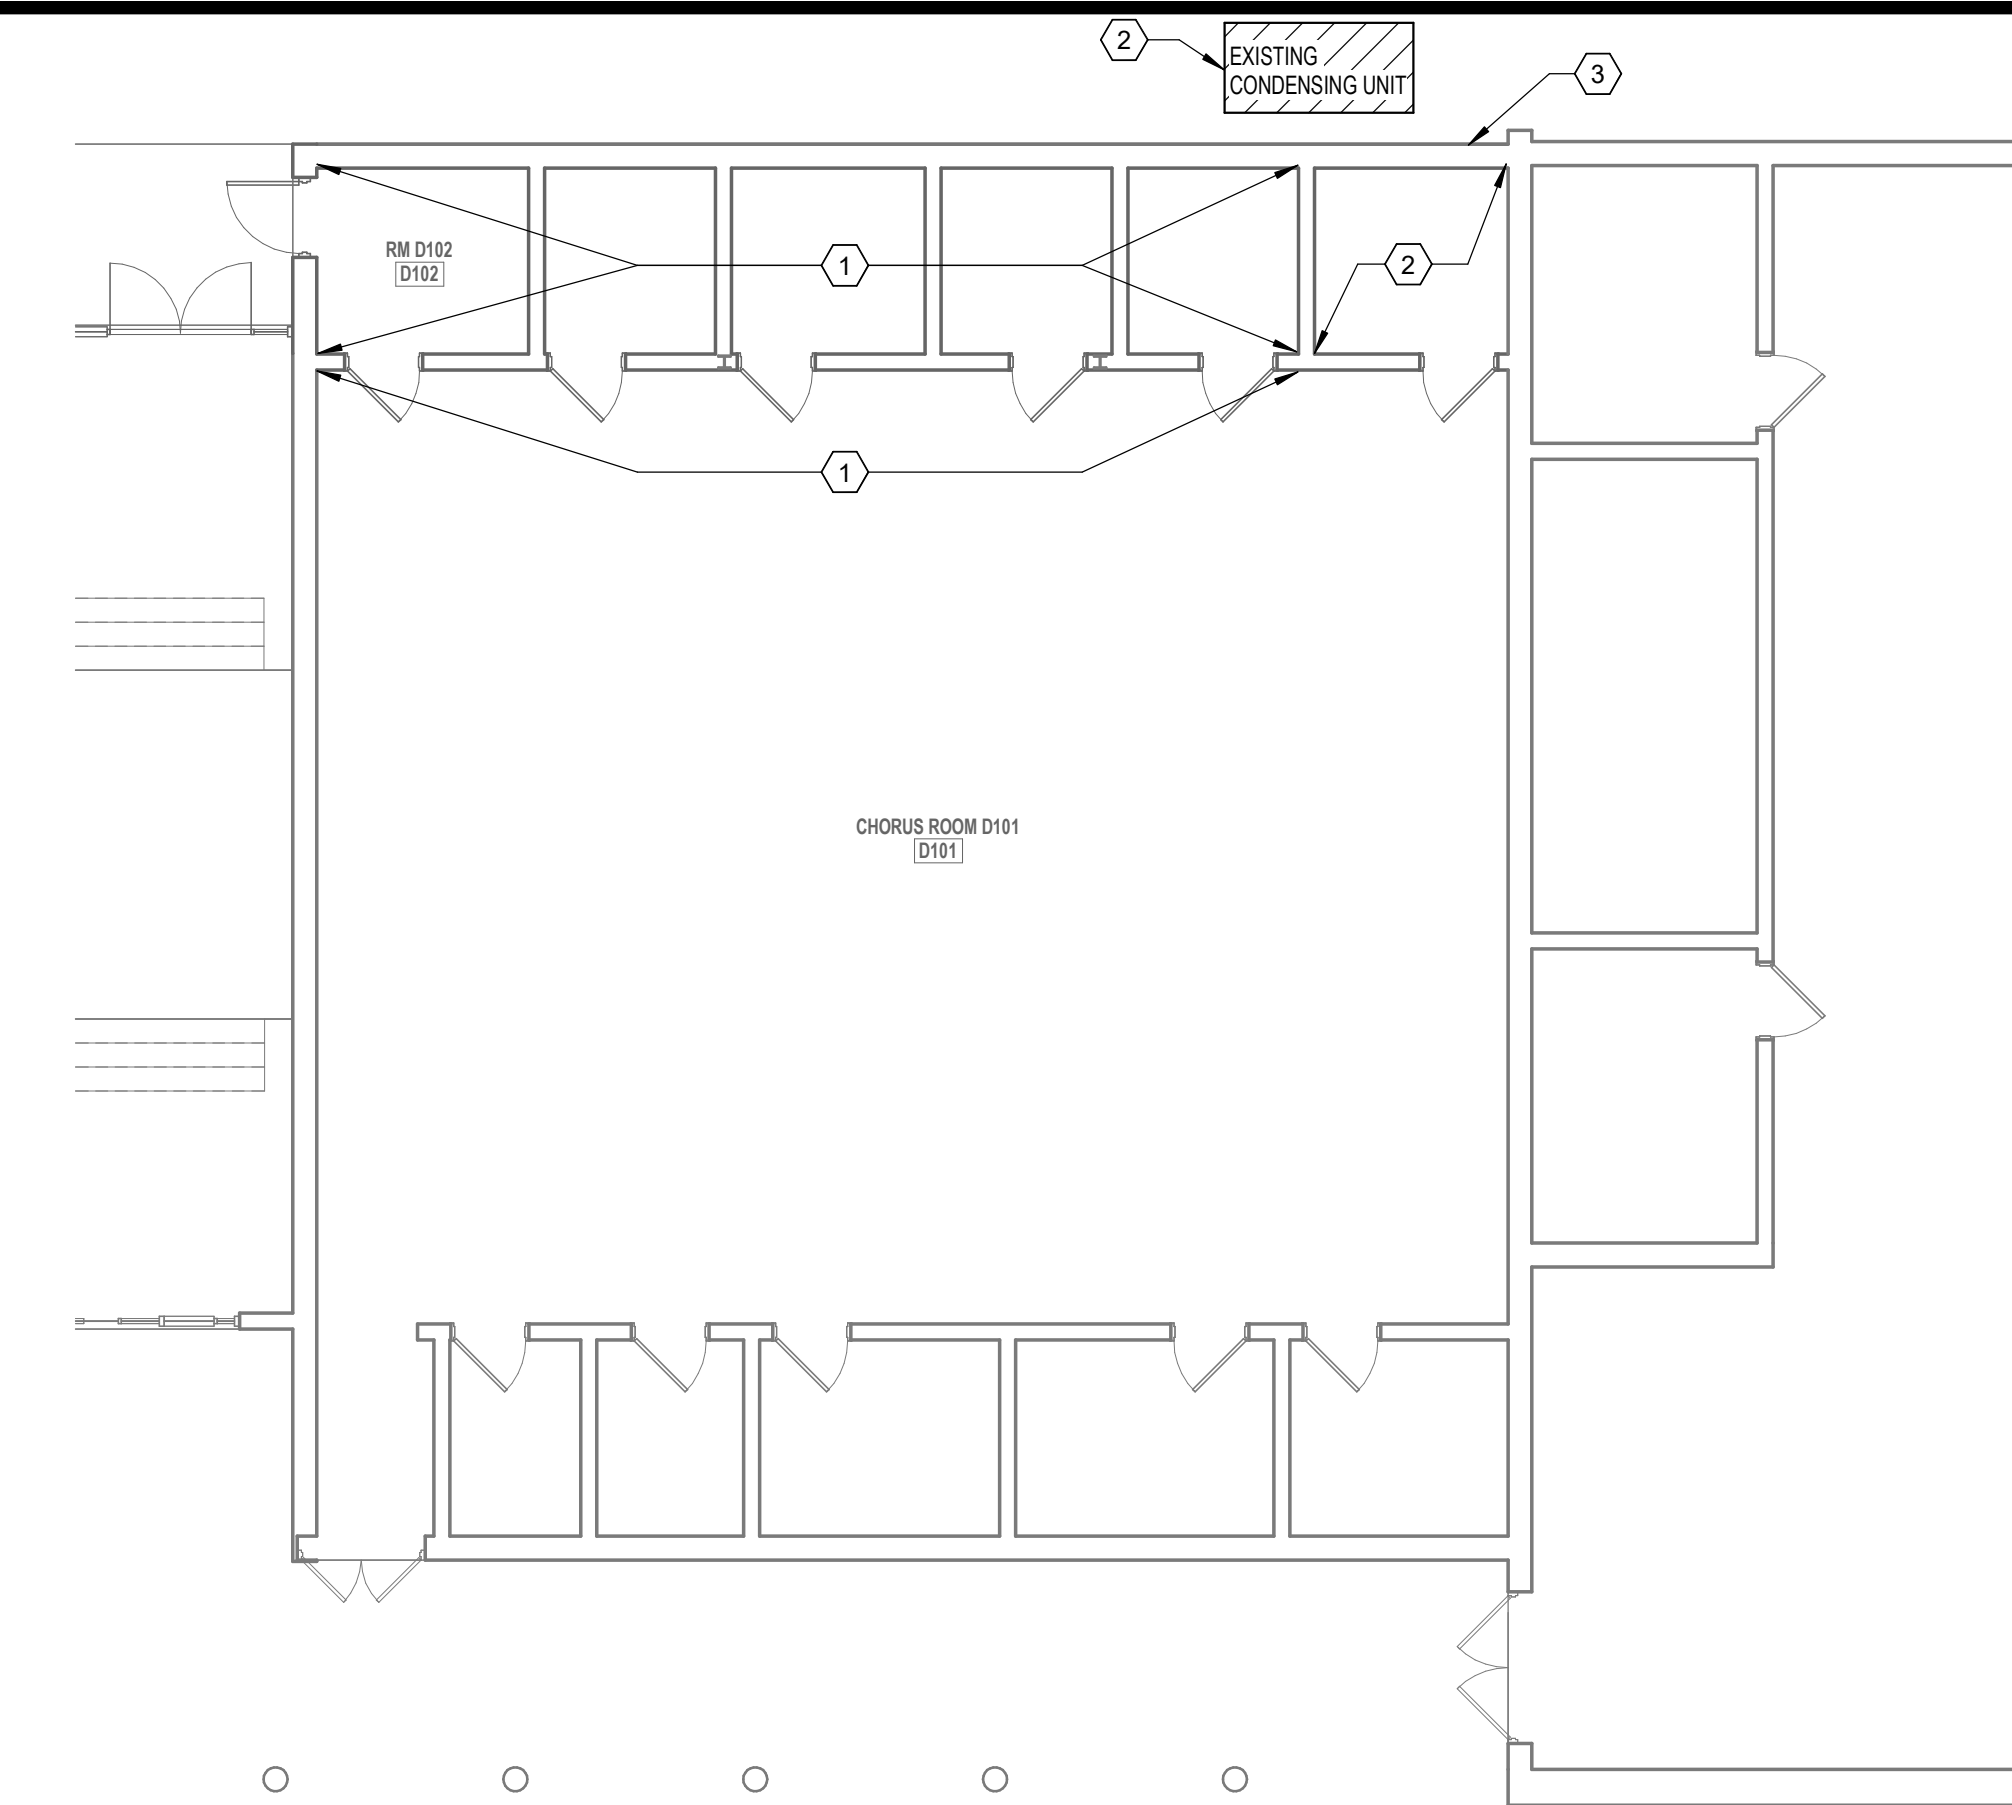 2
EXISTING
CONDENSING UNIT
3
RM D102
D102
1
2
1
CHORUS ROOM D101
D101